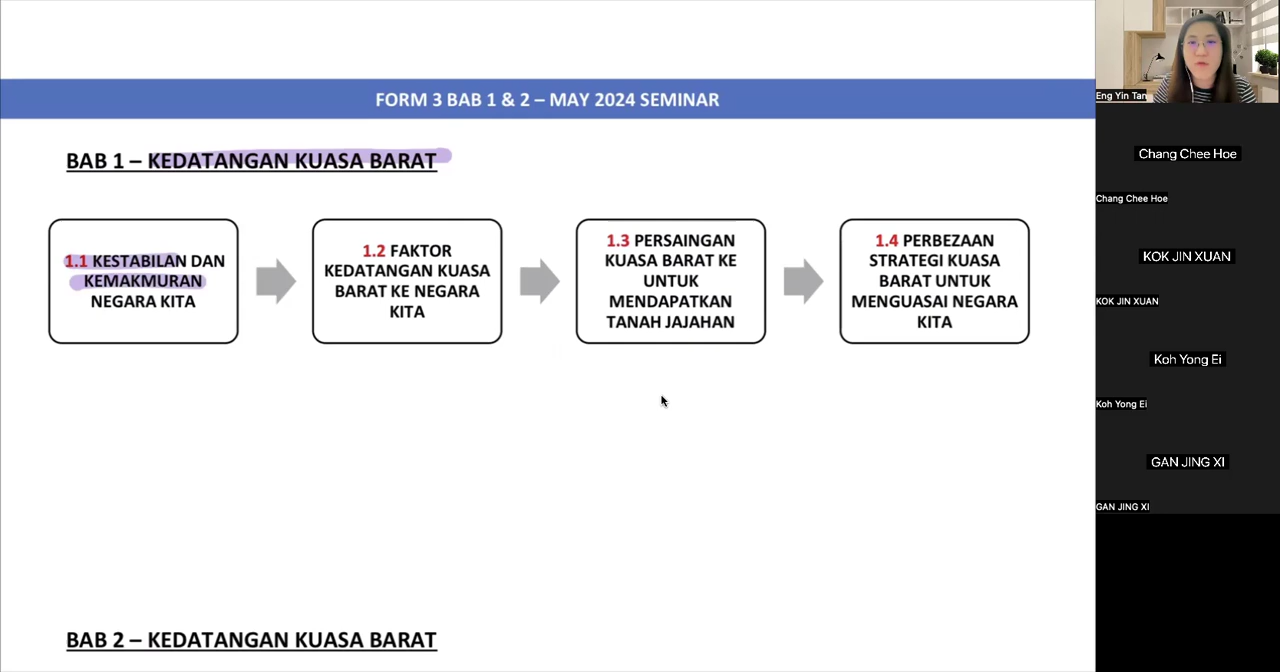 FORM 3 BAB 1 & 2 – MAY 2024 SEMINAR
BAB 1 – KEDATANGAN KUASA BARAT
1.1 KESTABILAN DAN
KEMAKMURAN
NEGARA KITA
1.2 FAKTOR
KEDATANGAN KUASA
BARAT KE NEGARA
KITA
1.3 PERSAINGAN
KUASA BARAT KE
UNTUK
MENDAPATKAN
TANAH JAJAHAN
1.4 PERBEZAAN
STRATEGI KUASA
BARAT UNTUK
MENGUASAI NEGARA
KITA
BAB 2 – KEDATANGAN KUASA BARAT
Eng Yin Tan
Chang Chee Hoe
Chang Chee Hoe
KOK JIN XUAN
KOK JIN XUAN
Koh Yong Ei
Koh Yong Ei
GAN JING XI
GAN JING XI